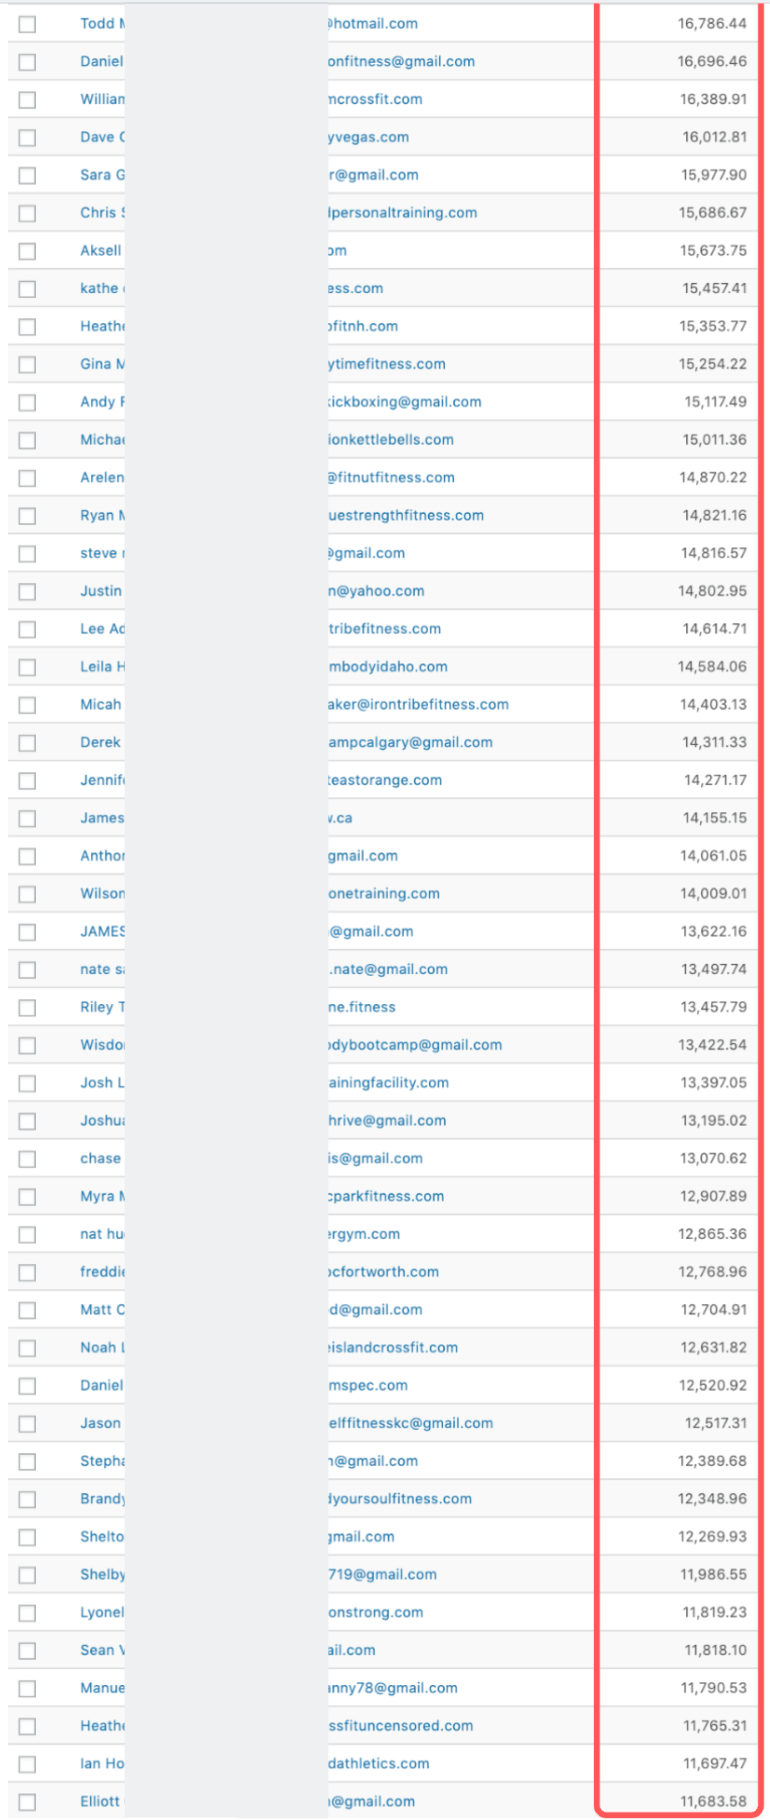 Todd M @hotmail.com 16,786.44
Daniel onfitness@gmail.com 16,696.46
William mcrossfit.com 16,389.91
Dave yvegas.com 16,012.81
Sara G r@gmail.com 15,977.90
Chris S lpersonaltraining.com 15,686.67
Aksell om 15,673.75
kathe ess.com 15,457.41
Heathe ofitnh.com 15,353.77
Gina M ytimefitness.com 15,254.22
Andy kickboxing@gmail.com 15,117.49
Michae ionkettlebells.com 15,011.36
Arelen @fitnutfitness.com 14,870.22
Ryan M uestrengthfitness.com 14,821.16
steve @gmail.com 14,816.57
Justin n@yahoo.com 14,802.95
Lee Ad tribefitness.com 14,614.71
Leila H mbodyidaho.com 14,584.06
Micah aker@irontribefitness.com 14,403.13
Derek ampcalgary@gmail.com 14,311.33
Jennife teastorange.com 14,271.17
James w.ca 14,155.15
Anthon gmail.com 14,061.05
Wilson onetraining.com 14,009.01
JAMES @gmail.com 13,622.16
nate sa .nate@gmail.com 13,497.74
Riley T ne.fitness 13,457.79
Wisdo odybootcamp@gmail.com 13,422.54
Josh L ainingfacility.com 13,397.05
Joshua hrive@gmail.com 13,195.02
chase is@gmail.com 13,070.62
Myra M cparkfitness.com 12,907.89
nat hu ergym.com 12,865.36
freddie ocfortworth.com 12,768.96
Matt C d@gmail.com 12,704.91
Noah L eislandcrossfit.com 12,631.82
Daniel mspec.com 12,520.92
Jason elffitnesskc@gmail.com 12,517.31
Stepha n@gmail.com 12,389.68
Brandy dyoursoulfitness.com 12,348.96
Shelto gmail.com 12,269.93
Shelby 719@gmail.com 11,986.55
Lyonel onstrong.com 11,819.23
Sean V ail.com 11,818.10
Manue anny78@gmail.com 11,790.53
Heathe ssfituncensored.com 11,765.31
Ian Ho dathletics.com 11,697.47
Elliott @gmail.com 11,683.58